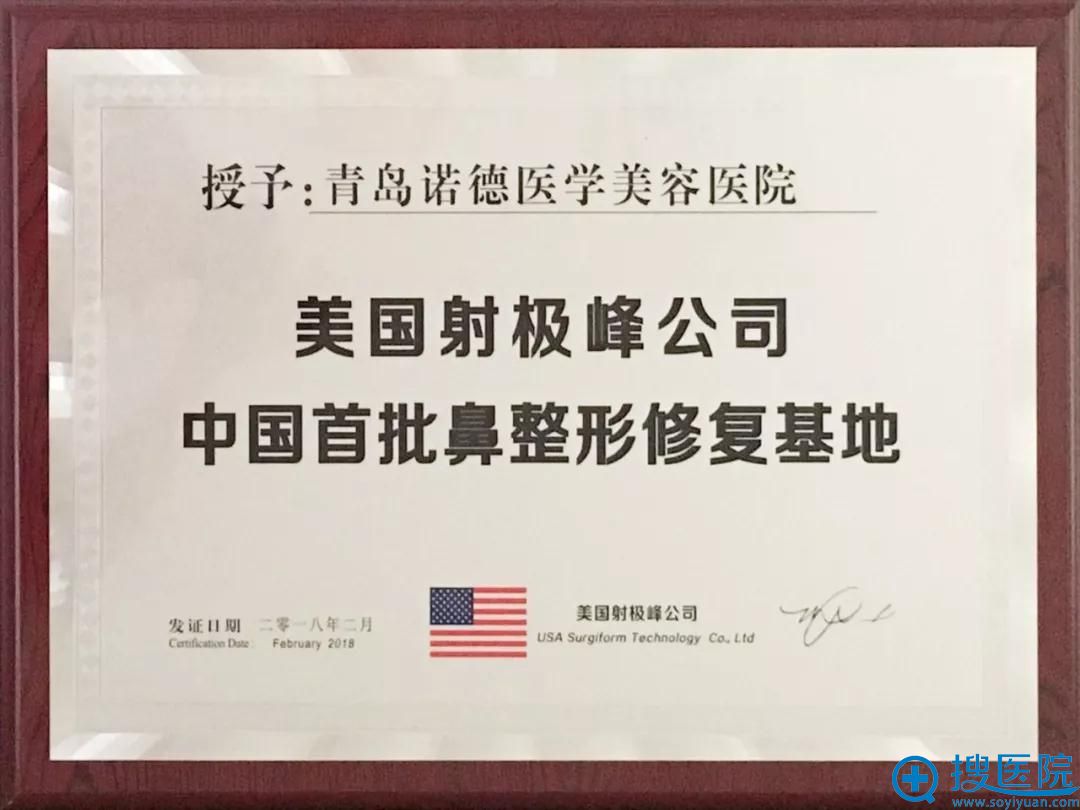 授予:青岛诺德医学美容医院
美国射极峰公司
中国首批鼻整形修复基地
发证日期 二零一八年二月
Certification Date: February 2018
美国射极峰公司
USA Surgiform Technology Co., Ltd
搜医院
www.soyiyuan.com